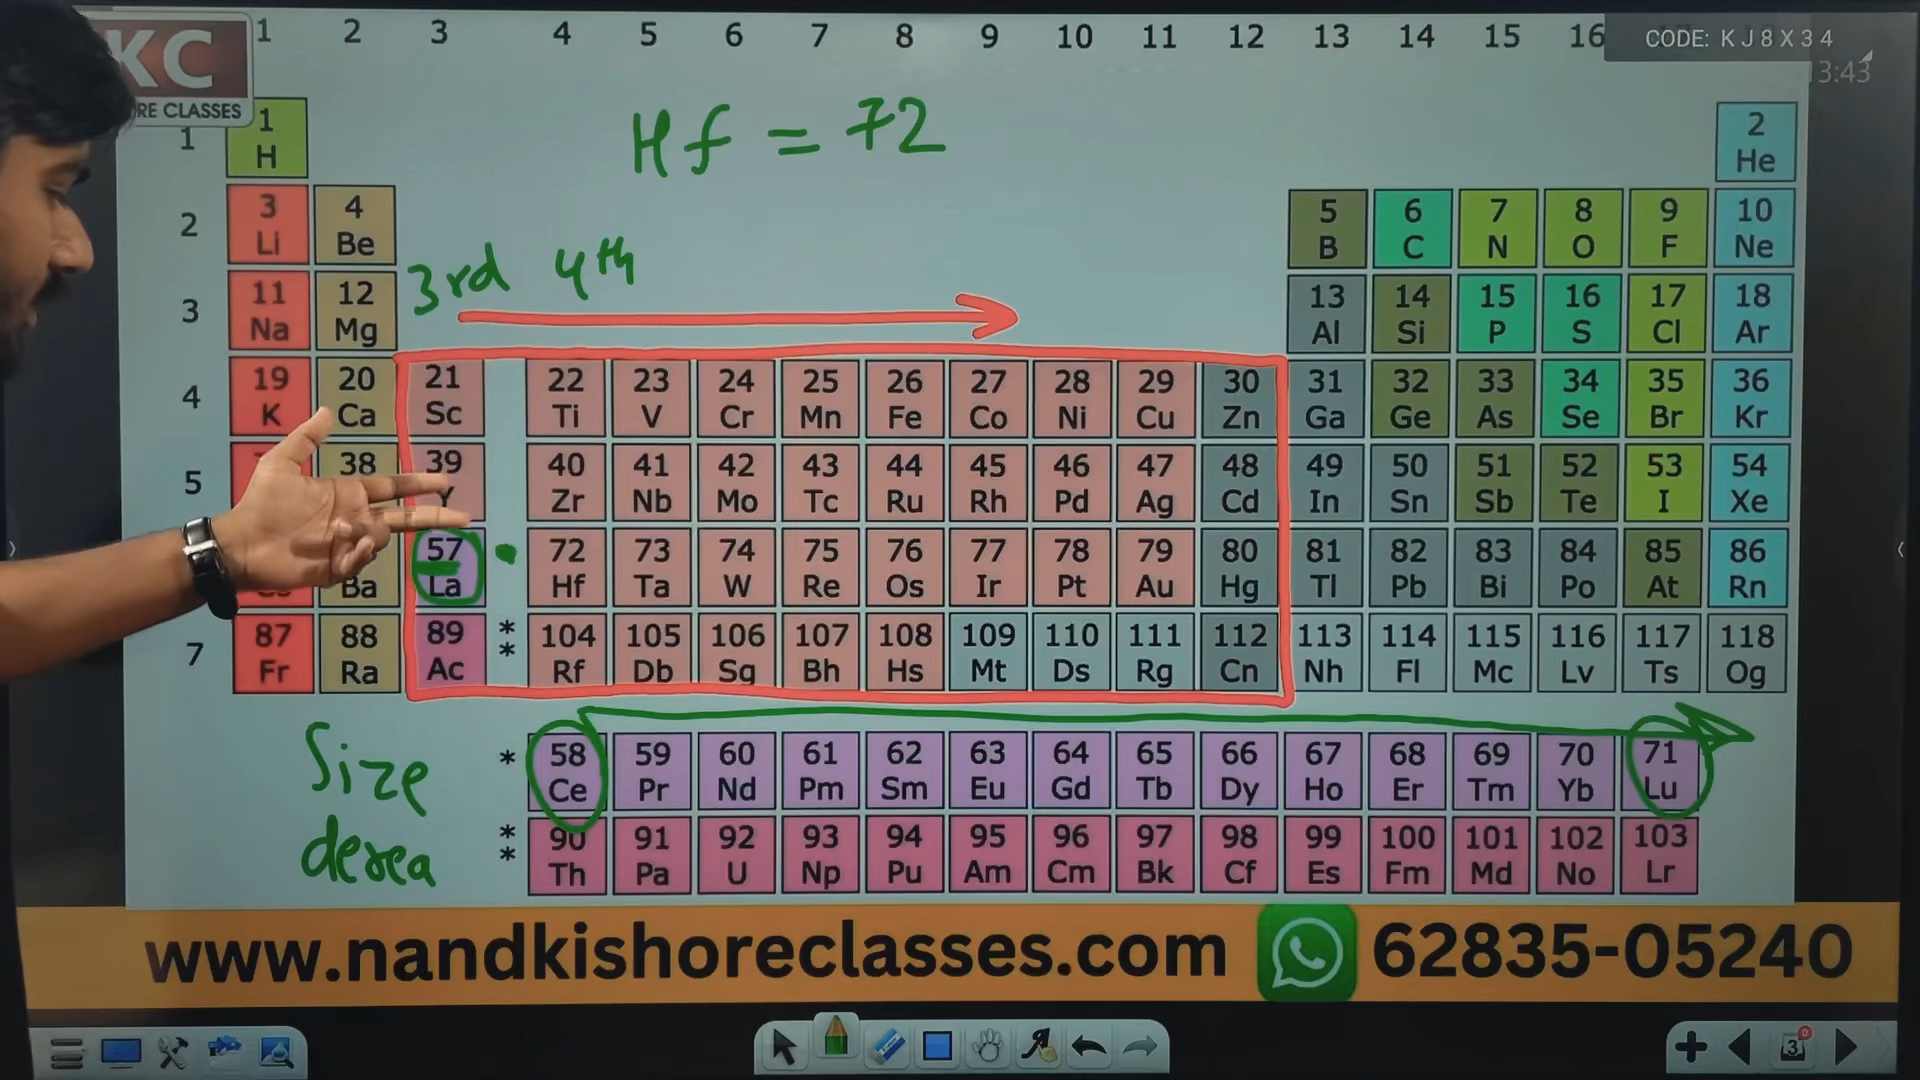 KC
RE CLASSES
1 2 3 4 5 6 7 8 9 10 11 12 13 14 15 16
CODE: KJ8X34
13:43
Hf = 72
1 1 H 2 He
2 3 Li 4 Be 5 B 6 C 7 N 8 O 9 F 10 Ne
3rd 4th
3 11 Na 12 Mg 13 Al 14 Si 15 P 16 S 17 Cl 18 Ar
4 19 K 20 Ca 21 Sc 22 Ti 23 V 24 Cr 25 Mn 26 Fe 27 Co 28 Ni 29 Cu 30 Zn 31 Ga 32 Ge 33 As 34 Se 35 Br 36 Kr
5 38 39 Y 40 Zr 41 Nb 42 Mo 43 Tc 44 Ru 45 Rh 46 Pd 47 Ag 48 Cd 49 In 50 Sn 51 Sb 52 Te 53 I 54 Xe
Cs Ba 57 La 72 Hf 73 Ta 74 W 75 Re 76 Os 77 Ir 78 Pt 79 Au 80 Hg 81 Tl 82 Pb 83 Bi 84 Po 85 At 86 Rn
7 87 Fr 88 Ra 89 Ac ** 104 Rf 105 Db 106 Sg 107 Bh 108 Hs 109 Mt 110 Ds 111 Rg 112 Cn 113 Nh 114 Fl 115 Mc 116 Lv 117 Ts 118 Og
Size
* 58 Ce 59 Pr 60 Nd 61 Pm 62 Sm 63 Eu 64 Gd 65 Tb 66 Dy 67 Ho 68 Er 69 Tm 70 Yb 71 Lu
derea
** 90 Th 91 Pa 92 U 93 Np 94 Pu 95 Am 96 Cm 97 Bk 98 Cf 99 Es 100 Fm 101 Md 102 No 103 Lr
www.nandkishoreclasses.com 62835-05240
3
0